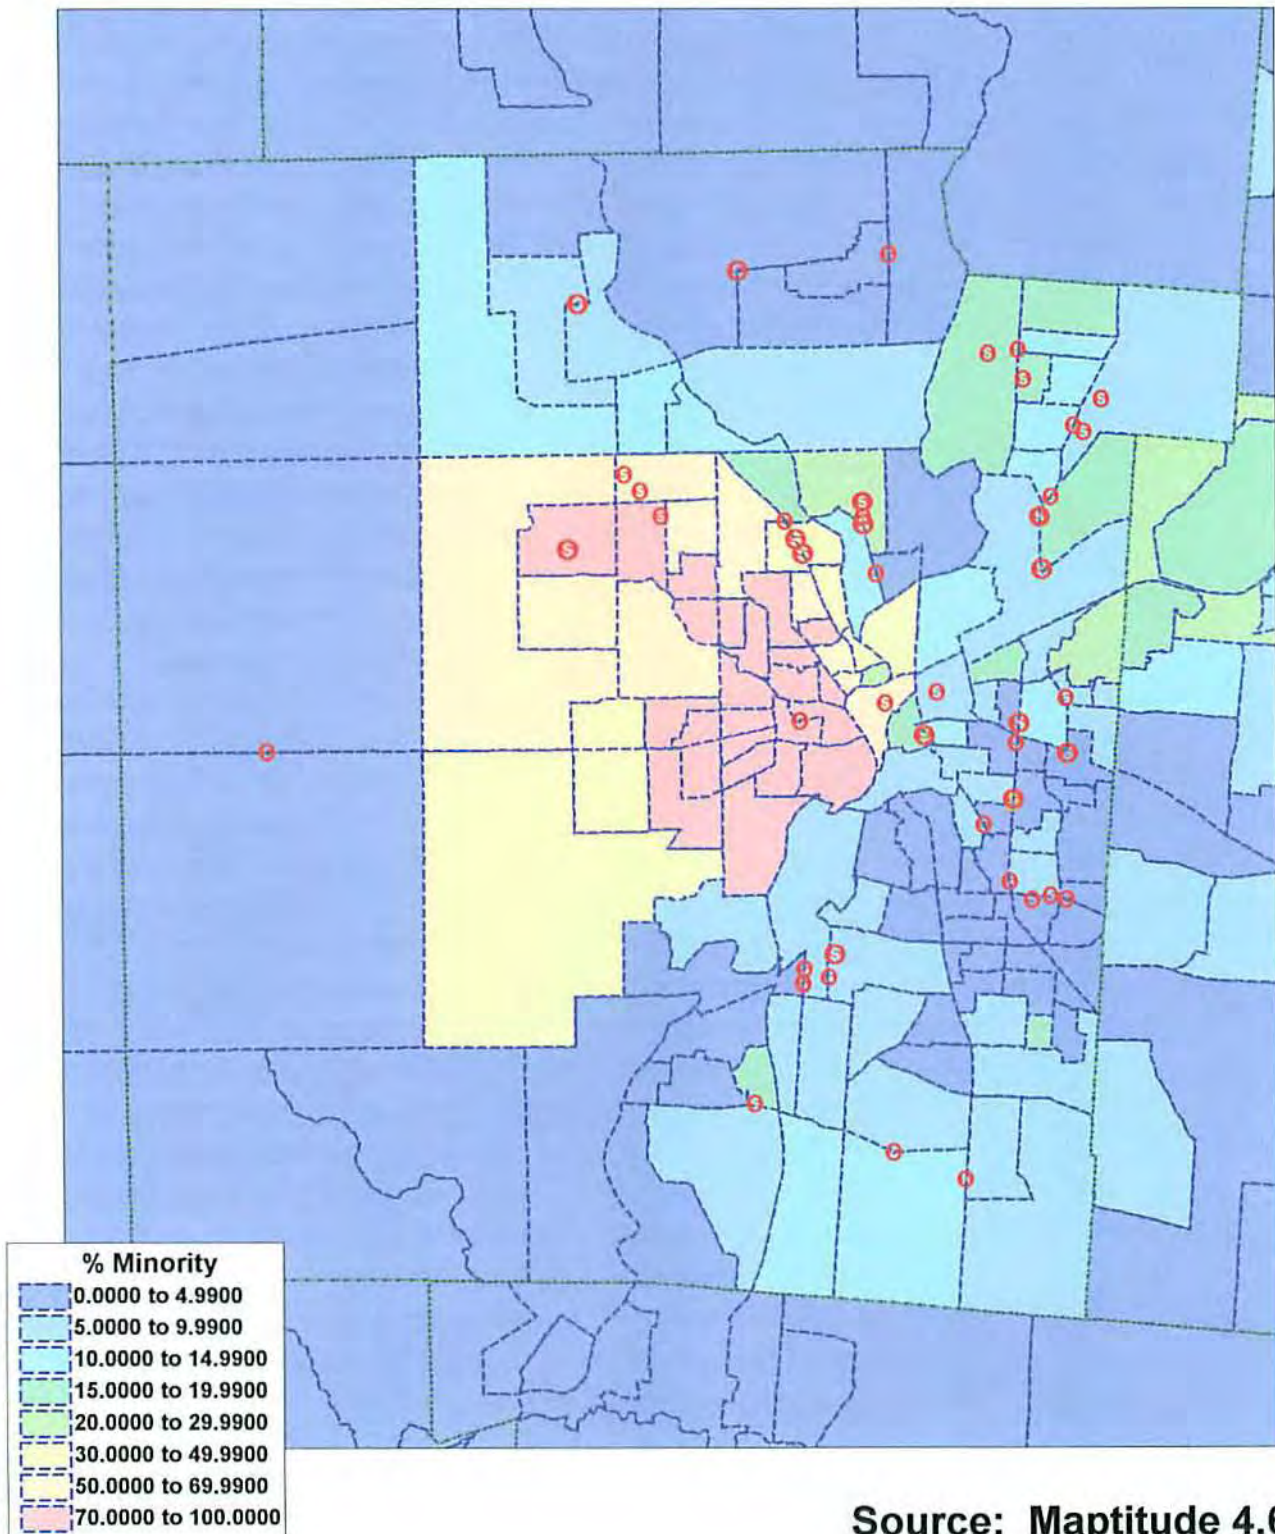 % Minority
0.0000 to 4.9900
5.0000 to 9.9900
10.0000 to 14.9900
15.0000 to 19.9900
20.0000 to 29.9900
30.0000 to 49.9900
50.0000 to 69.9900
70.0000 to 100.0000
Source: Maptitude 4.6